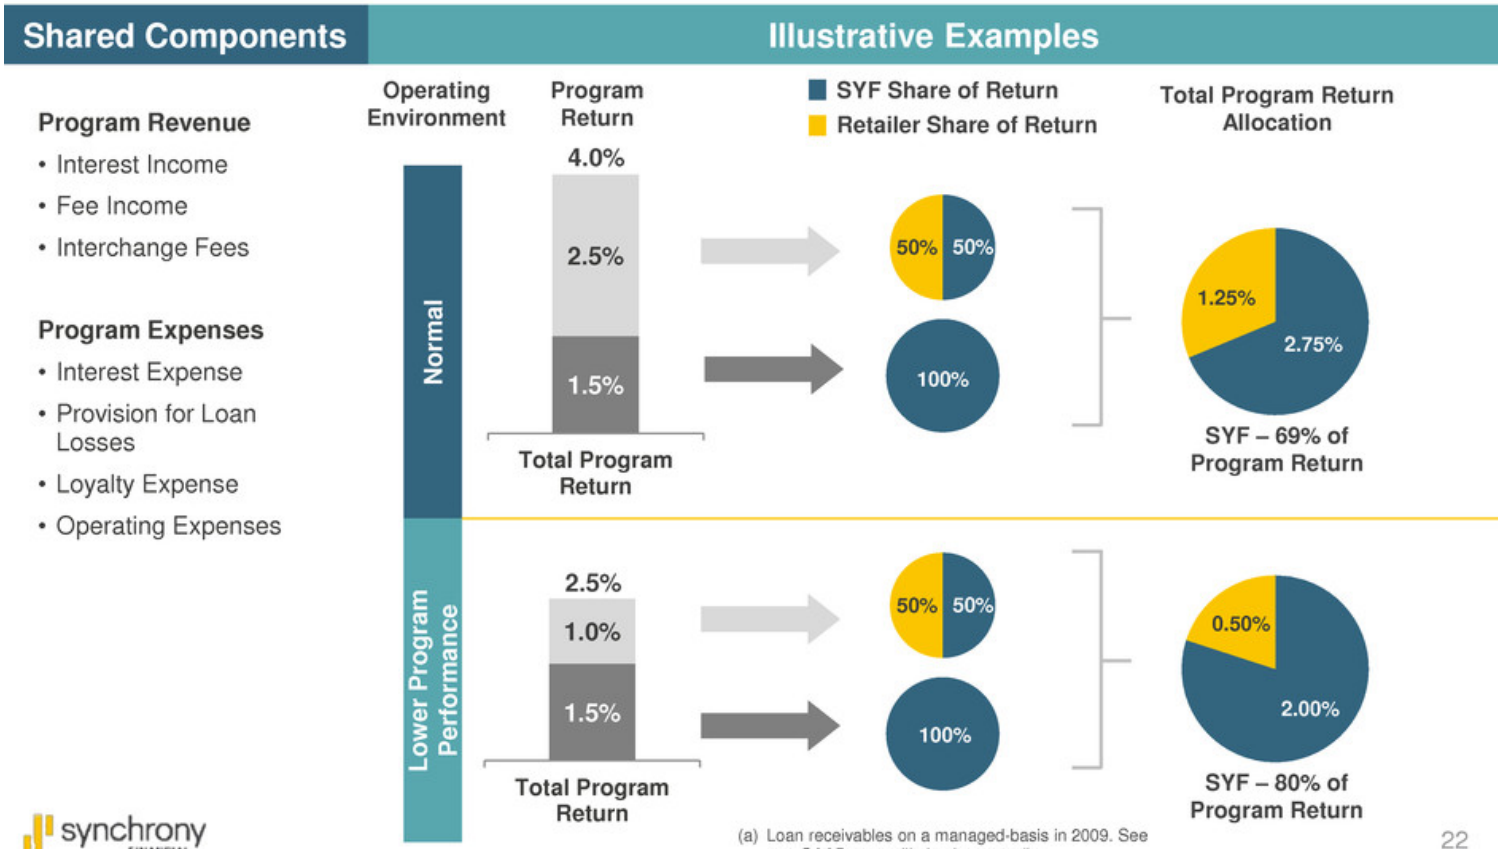 Shared Components
Illustrative Examples
Program Revenue
• Interest Income
• Fee Income
• Interchange Fees
Program Expenses
• Interest Expense
• Provision for Loan
Losses
• Loyalty Expense
• Operating Expenses
Operating
Environment
Program
Return
SYF Share of Return
Retailer Share of Return
Total Program Return
Allocation
Normal
4.0%
2.5%
1.5%
Total Program
Return
50% 50%
100%
1.25%
2.75%
SYF – 69% of
Program Return
Lower Program
Performance
2.5%
1.0%
1.5%
Total Program
Return
50% 50%
100%
0.50%
2.00%
SYF – 80% of
Program Return
synchrony
(a) Loan receivables on a managed-basis in 2009. See
22